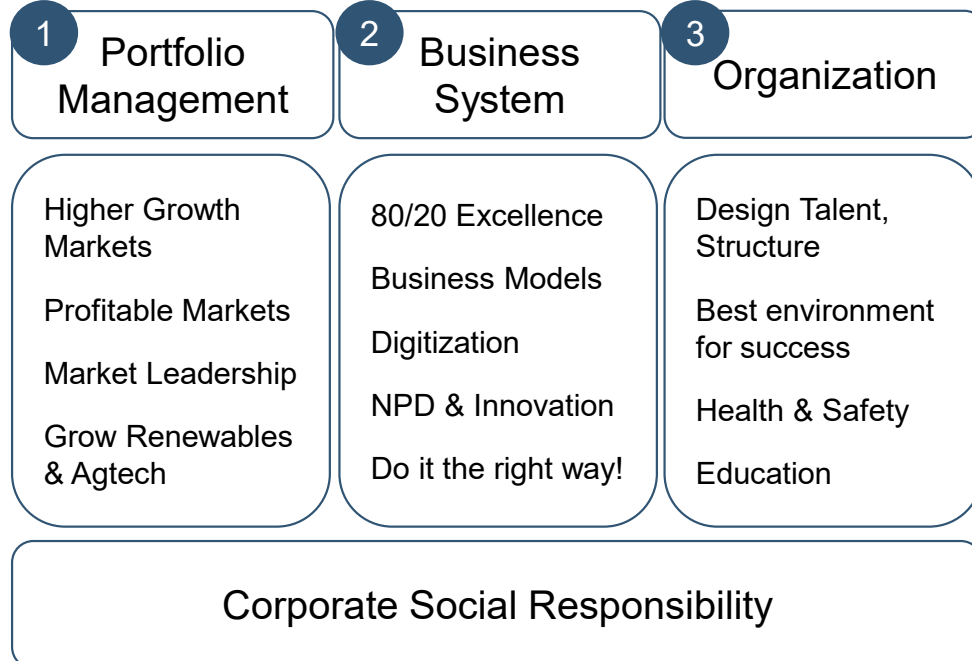 1
Portfolio
Management
2
Business
System
3
Organization
Higher Growth
Markets
Profitable Markets
Market Leadership
Grow Renewables
& Agtech
80/20 Excellence
Business Models
Digitization
NPD & Innovation
Do it the right way!
Design Talent,
Structure
Best environment
for success
Health & Safety
Education
Corporate Social Responsibility